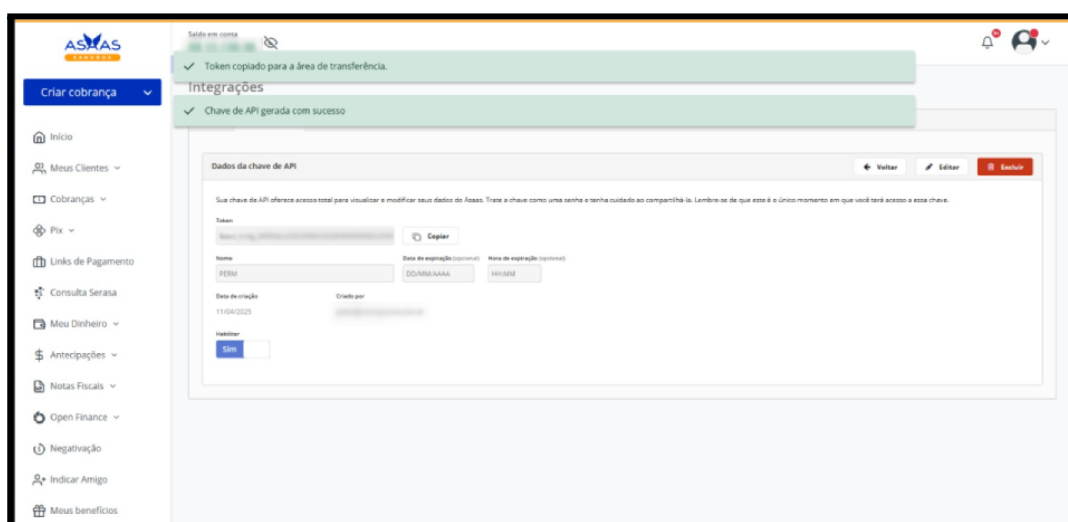 ASAAS
Saldo em conta
Token copiado para a área de transferência.
Criar cobrança
Integrações
Chave de API gerada com sucesso
Início
Meus Clientes
Cobranças
Pix
Links de Pagamento
Consulta Serasa
Meu Dinheiro
Antecipações
Notas Fiscais
Open Finance
Negativação
Indicar Amigo
Meus benefícios
Dados da chave de API
Voltar
Editar
Excluir
Sua chave de API oferece acesso total para visualizar e modificar seus dados do Asaas. Trate a chave como uma senha e tenha cuidado ao compartilhá-la. Lembre-se de que este é o único momento em que você terá acesso a essa chave.
Token
Copiar
Nome
Data de expiração (opcional)
Hora de expiração (opcional)
PERM
DD/MM/AAAA
HH:MM
Data de criação
Criado por
11/04/2025
Habilitar
Sim